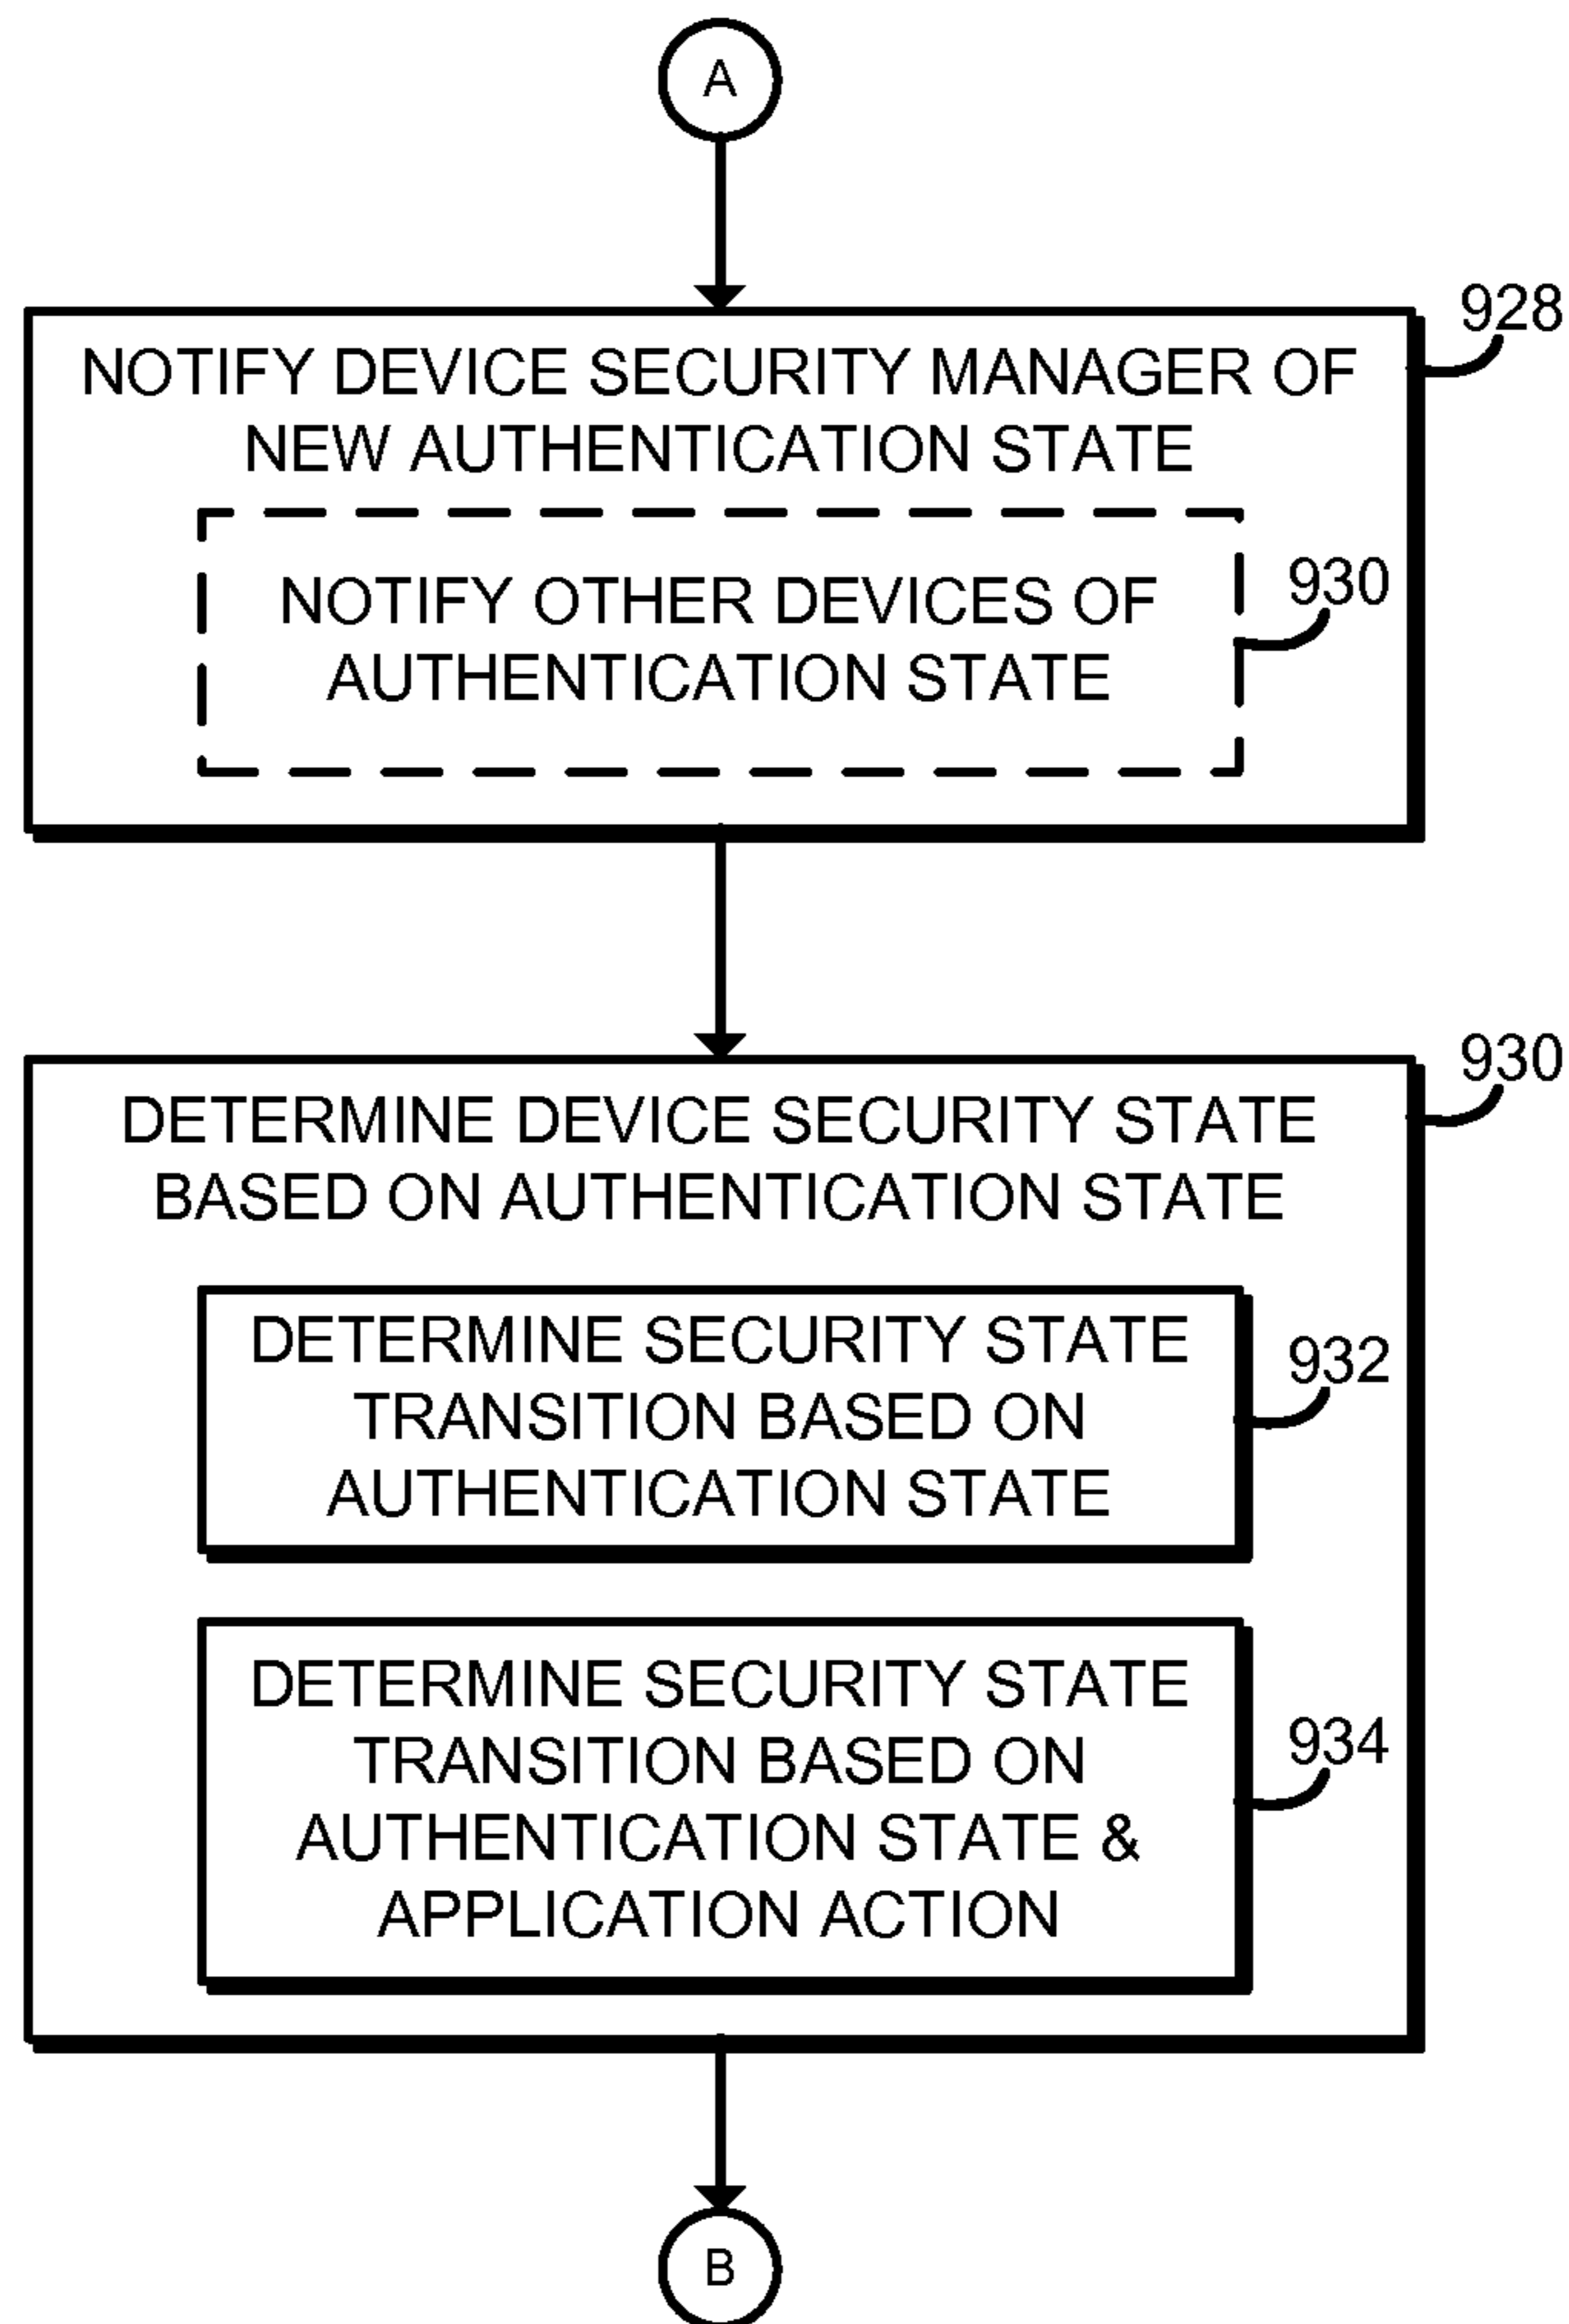 A
928
NOTIFY DEVICE SECURITY MANAGER OF
NEW AUTHENTICATION STATE
930
NOTIFY OTHER DEVICES OF
AUTHENTICATION STATE
930
DETERMINE DEVICE SECURITY STATE
BASED ON AUTHENTICATION STATE
932
DETERMINE SECURITY STATE
TRANSITION BASED ON
AUTHENTICATION STATE
934
DETERMINE SECURITY STATE
TRANSITION BASED ON
AUTHENTICATION STATE &
APPLICATION ACTION
B